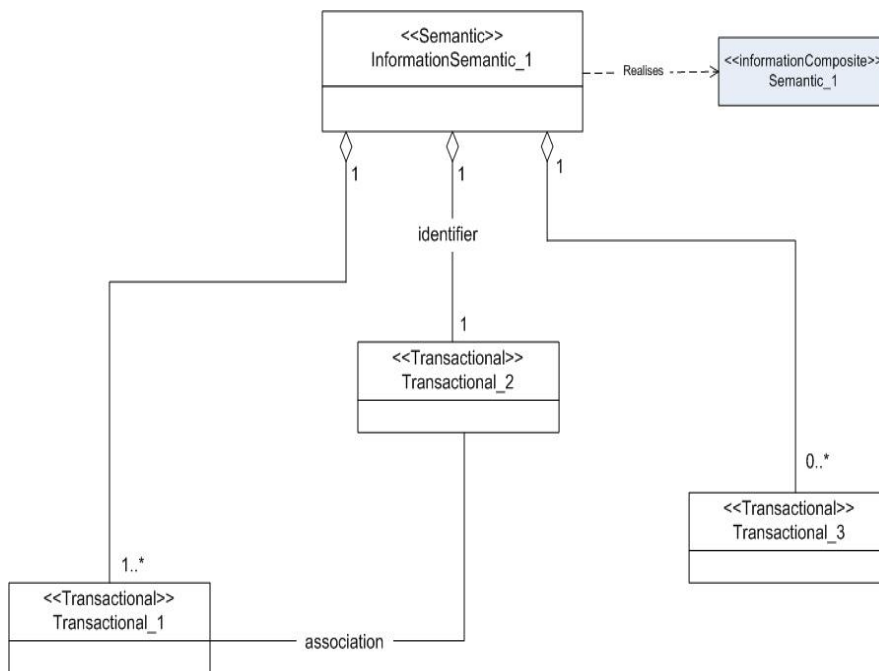 <<Semantic>>
InformationSemantic_1
Realises
<<informationComposite>>
Semantic_1
1
1
1
identifier
1
<<Transactional>>
Transactional_2
0..*
<<Transactional>>
Transactional_3
1..*
<<Transactional>>
Transactional_1
association